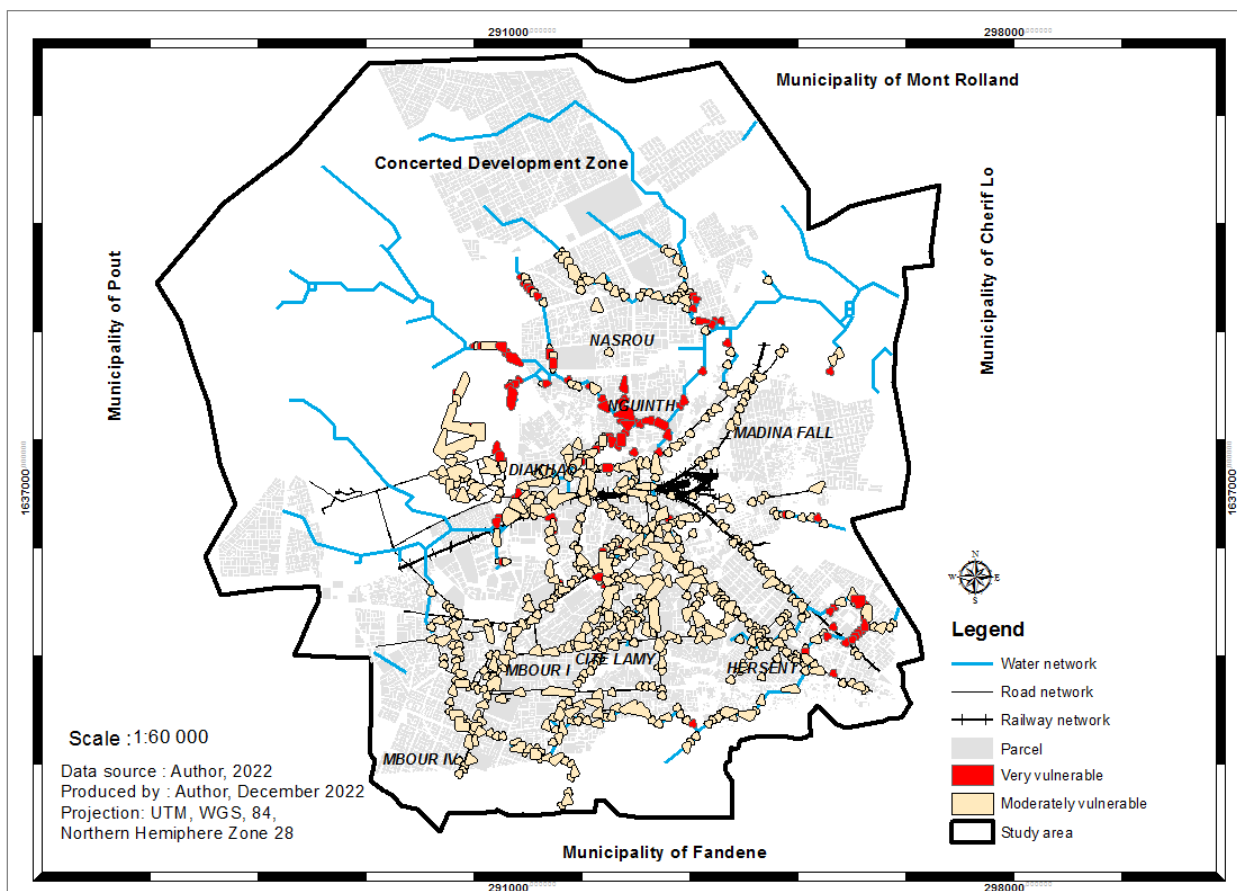 291000
298000
Municipality of Mont Rolland
Concerted Development Zone
Municipality of Cherif Lo
Municipality of Pout
NASROU
NGUINTH
MADINA FALL
DIAKHAO
1637000
1637000
N
W E
S
Legend
Water network
Road network
Railway network
Parcel
Very vulnerable
Moderately vulnerable
Study area
CITE LAMY
MBOUR I
HERSENT
MBOUR IV
Scale : 1:60 000
Data source : Author, 2022
Produced by : Author, December 2022
Projection: UTM, WGS, 84,
Northern Hemiphere Zone 28
Municipality of Fandene
291000
298000